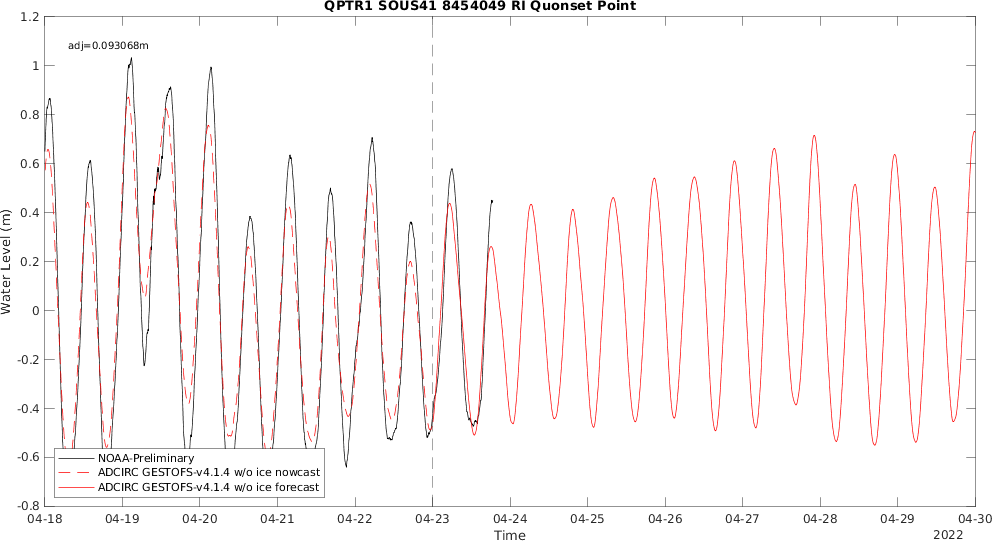 QPTR1 SOUS41 8454049 RI Quonset Point
adj=0.093068m
1.2
1
0.8
0.6
0.4
0.2
0
-0.2
-0.4
-0.6
-0.8
Water Level (m)
NOAA-Preliminary
ADCIRC GESTOFS-v4.1.4 w/o ice nowcast
ADCIRC GESTOFS-v4.1.4 w/o ice forecast
04-18 04-19 04-20 04-21 04-22 04-23 04-24 04-25 04-26 04-27 04-28 04-29 04-30
Time
2022